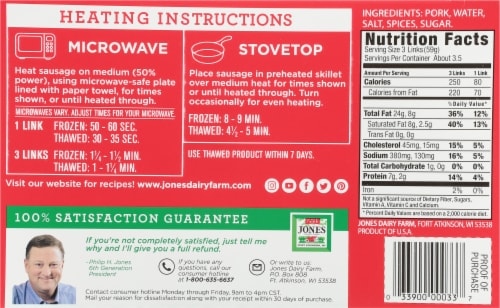 HEATING INSTRUCTIONS
MICROWAVE
Heat sausage on medium (50%
power), using microwave-safe plate
lined with paper towel, for times
shown, or until heated through.
MICROWAVES VARY. ADJUST TIMES FOR YOUR MICROWAVE.
1 LINK
FROZEN: 50 - 60 SEC.
THAWED: 30 - 35 SEC.
3 LINKS
FROZEN: 1¼ - 1½ MIN.
THAWED: 1 - 1¼ MIN.
STOVETOP
Place sausage in preheated skillet
over medium heat for times shown
or until heated through. Turn
occasionally for even heating.
FROZEN: 8 - 9 MIN.
THAWED: 4½ - 5 MIN.
USE THAWED PRODUCT WITHIN 7 DAYS.
Visit our website for recipes! www.jonesdairyfarm.com
100% SATISFACTION GUARANTEE
If you're not completely satisfied, just tell me
why and I'll give you a full refund.
-Philip H. Jones
6th Generation
President
If you have any
questions, call our
consumer hotline
at 1-800-635-6637
Or write to:
Jones Dairy Farm,
P.O. Box 808
Ft. Atkinson, WI 53538
Contact consumer hotline Monday through Friday, 9am to 4pm (CST).
Mail your reason for dissatisfaction along with your receipt within 30 days of purchase.
JONES
INGREDIENTS: PORK, WATER,
SALT, SPICES, SUGAR.
Nutrition Facts
Serving Size 3 Links (59g)
Servings Per Container About 3.5
Amount Per Serving 3 Links 1 Link
Calories 250 80
Calories from Fat 220 70
% Daily Value*
Total Fat 24g, 8g 36% 12%
Saturated Fat 8g, 2.5g 40% 13%
Trans Fat 0g, 0g
Cholesterol 45mg, 15mg 15% 5%
Sodium 380mg, 130mg 16% 5%
Total Carbohydrate 1g, 0g 0% 0%
Protein 7g, 2g 14% 4%
Iron 2% 0%
Not a significant source of Dietary Fiber, Sugars,
Vitamin A, Vitamin C and Calcium.
* Percent Daily Values are based on a 2,000 calorie diet.
JONES DAIRY FARM, FORT ATKINSON, WI 53538
PRODUCT OF U.S.A.
PROOF OF
PURCHASE
0 33900 00033 7